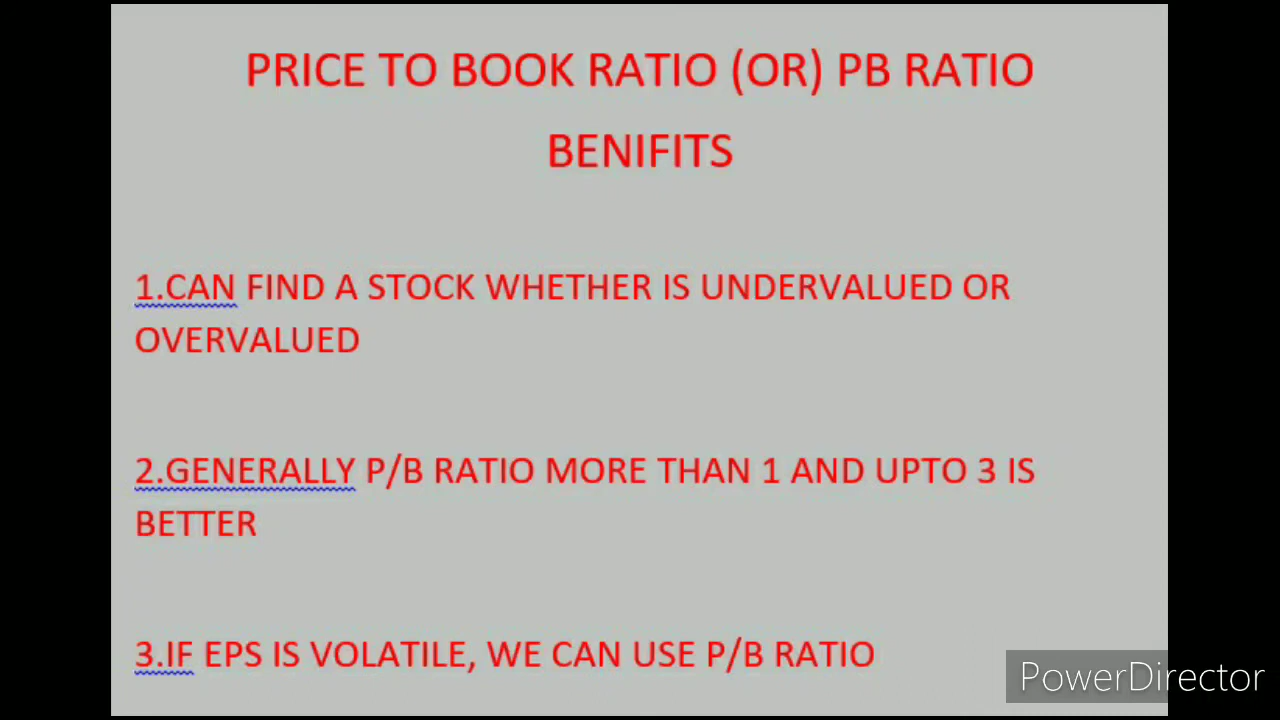 PRICE TO BOOK RATIO (OR) PB RATIO
BENIFITS
1.CAN FIND A STOCK WHETHER IS UNDERVALUED OR
OVERVALUED
2.GENERALLY P/B RATIO MORE THAN 1 AND UPTO 3 IS
BETTER
3.IF EPS IS VOLATILE, WE CAN USE P/B RATIO
PowerDirector